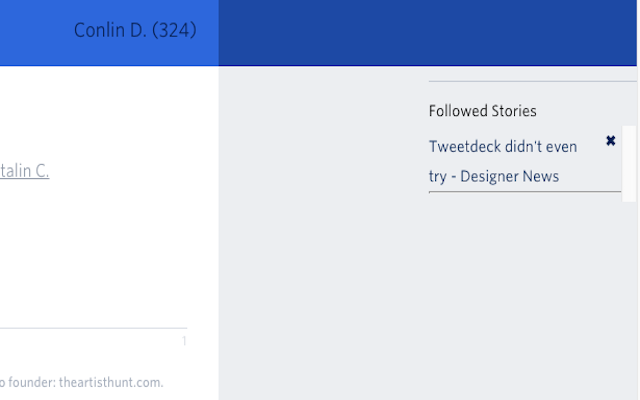 Conlin D. (324)
Followed Stories
Tweetdeck didn't even
try - Designer News
talin C.
1
founder: theartisthunt.com.